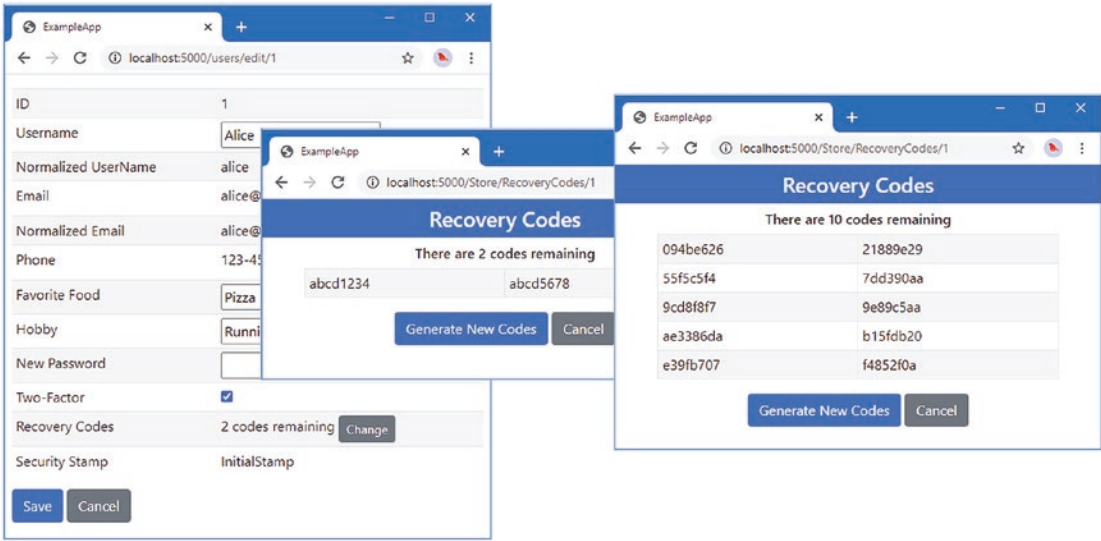 ExampleApp
localhost:5000/users/edit/1
ID 1
Username Alice
Normalized UserName alice
Email alice@
Normalized Email alice@
Phone 123-45
Favorite Food Pizza
Hobby Runni
New Password
Two-Factor
Recovery Codes 2 codes remaining Change
Security Stamp InitialStamp
Save Cancel
ExampleApp
localhost:5000/Store/RecoveryCodes/1
Recovery Codes
There are 2 codes remaining
abcd1234 abcd5678
Generate New Codes Cancel
ExampleApp
localhost:5000/Store/RecoveryCodes/1
Recovery Codes
There are 10 codes remaining
094be626 21889e29
55f5c5f4 7dd390aa
9cd8f8f7 9e89c5aa
ae3386da b15fdb20
e39fb707 f4852f0a
Generate New Codes Cancel